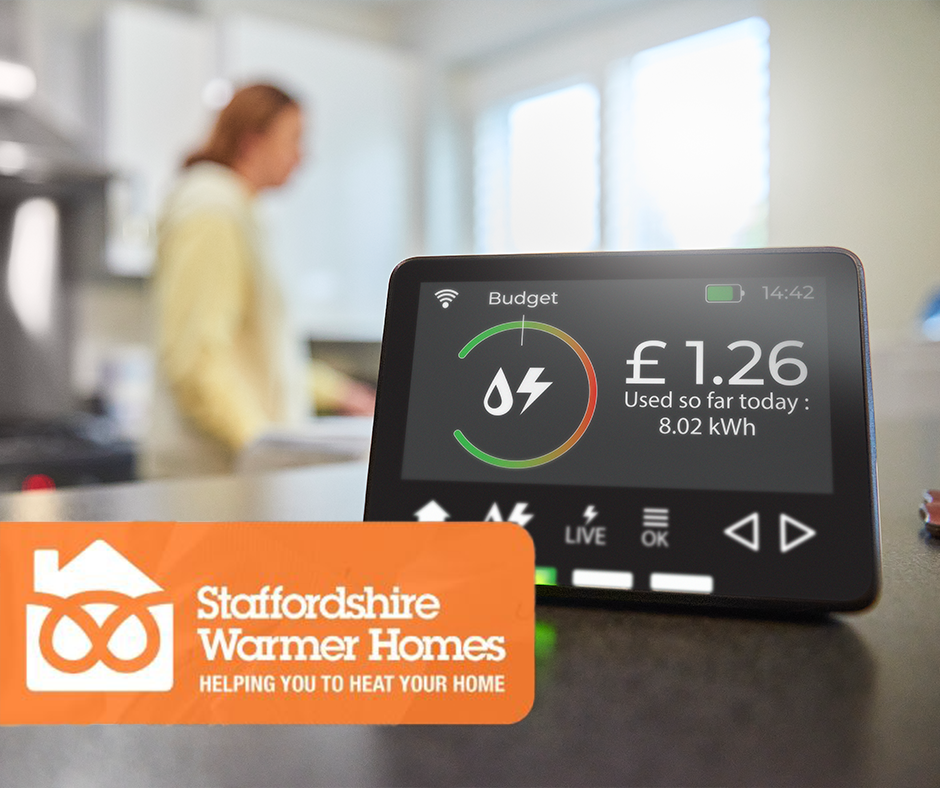 Budget
14:42
£ 1.26
Used so far today :
8.02 kWh
LIVE
OK
Staffordshire
Warmer Homes
HELPING YOU TO HEAT YOUR HOME